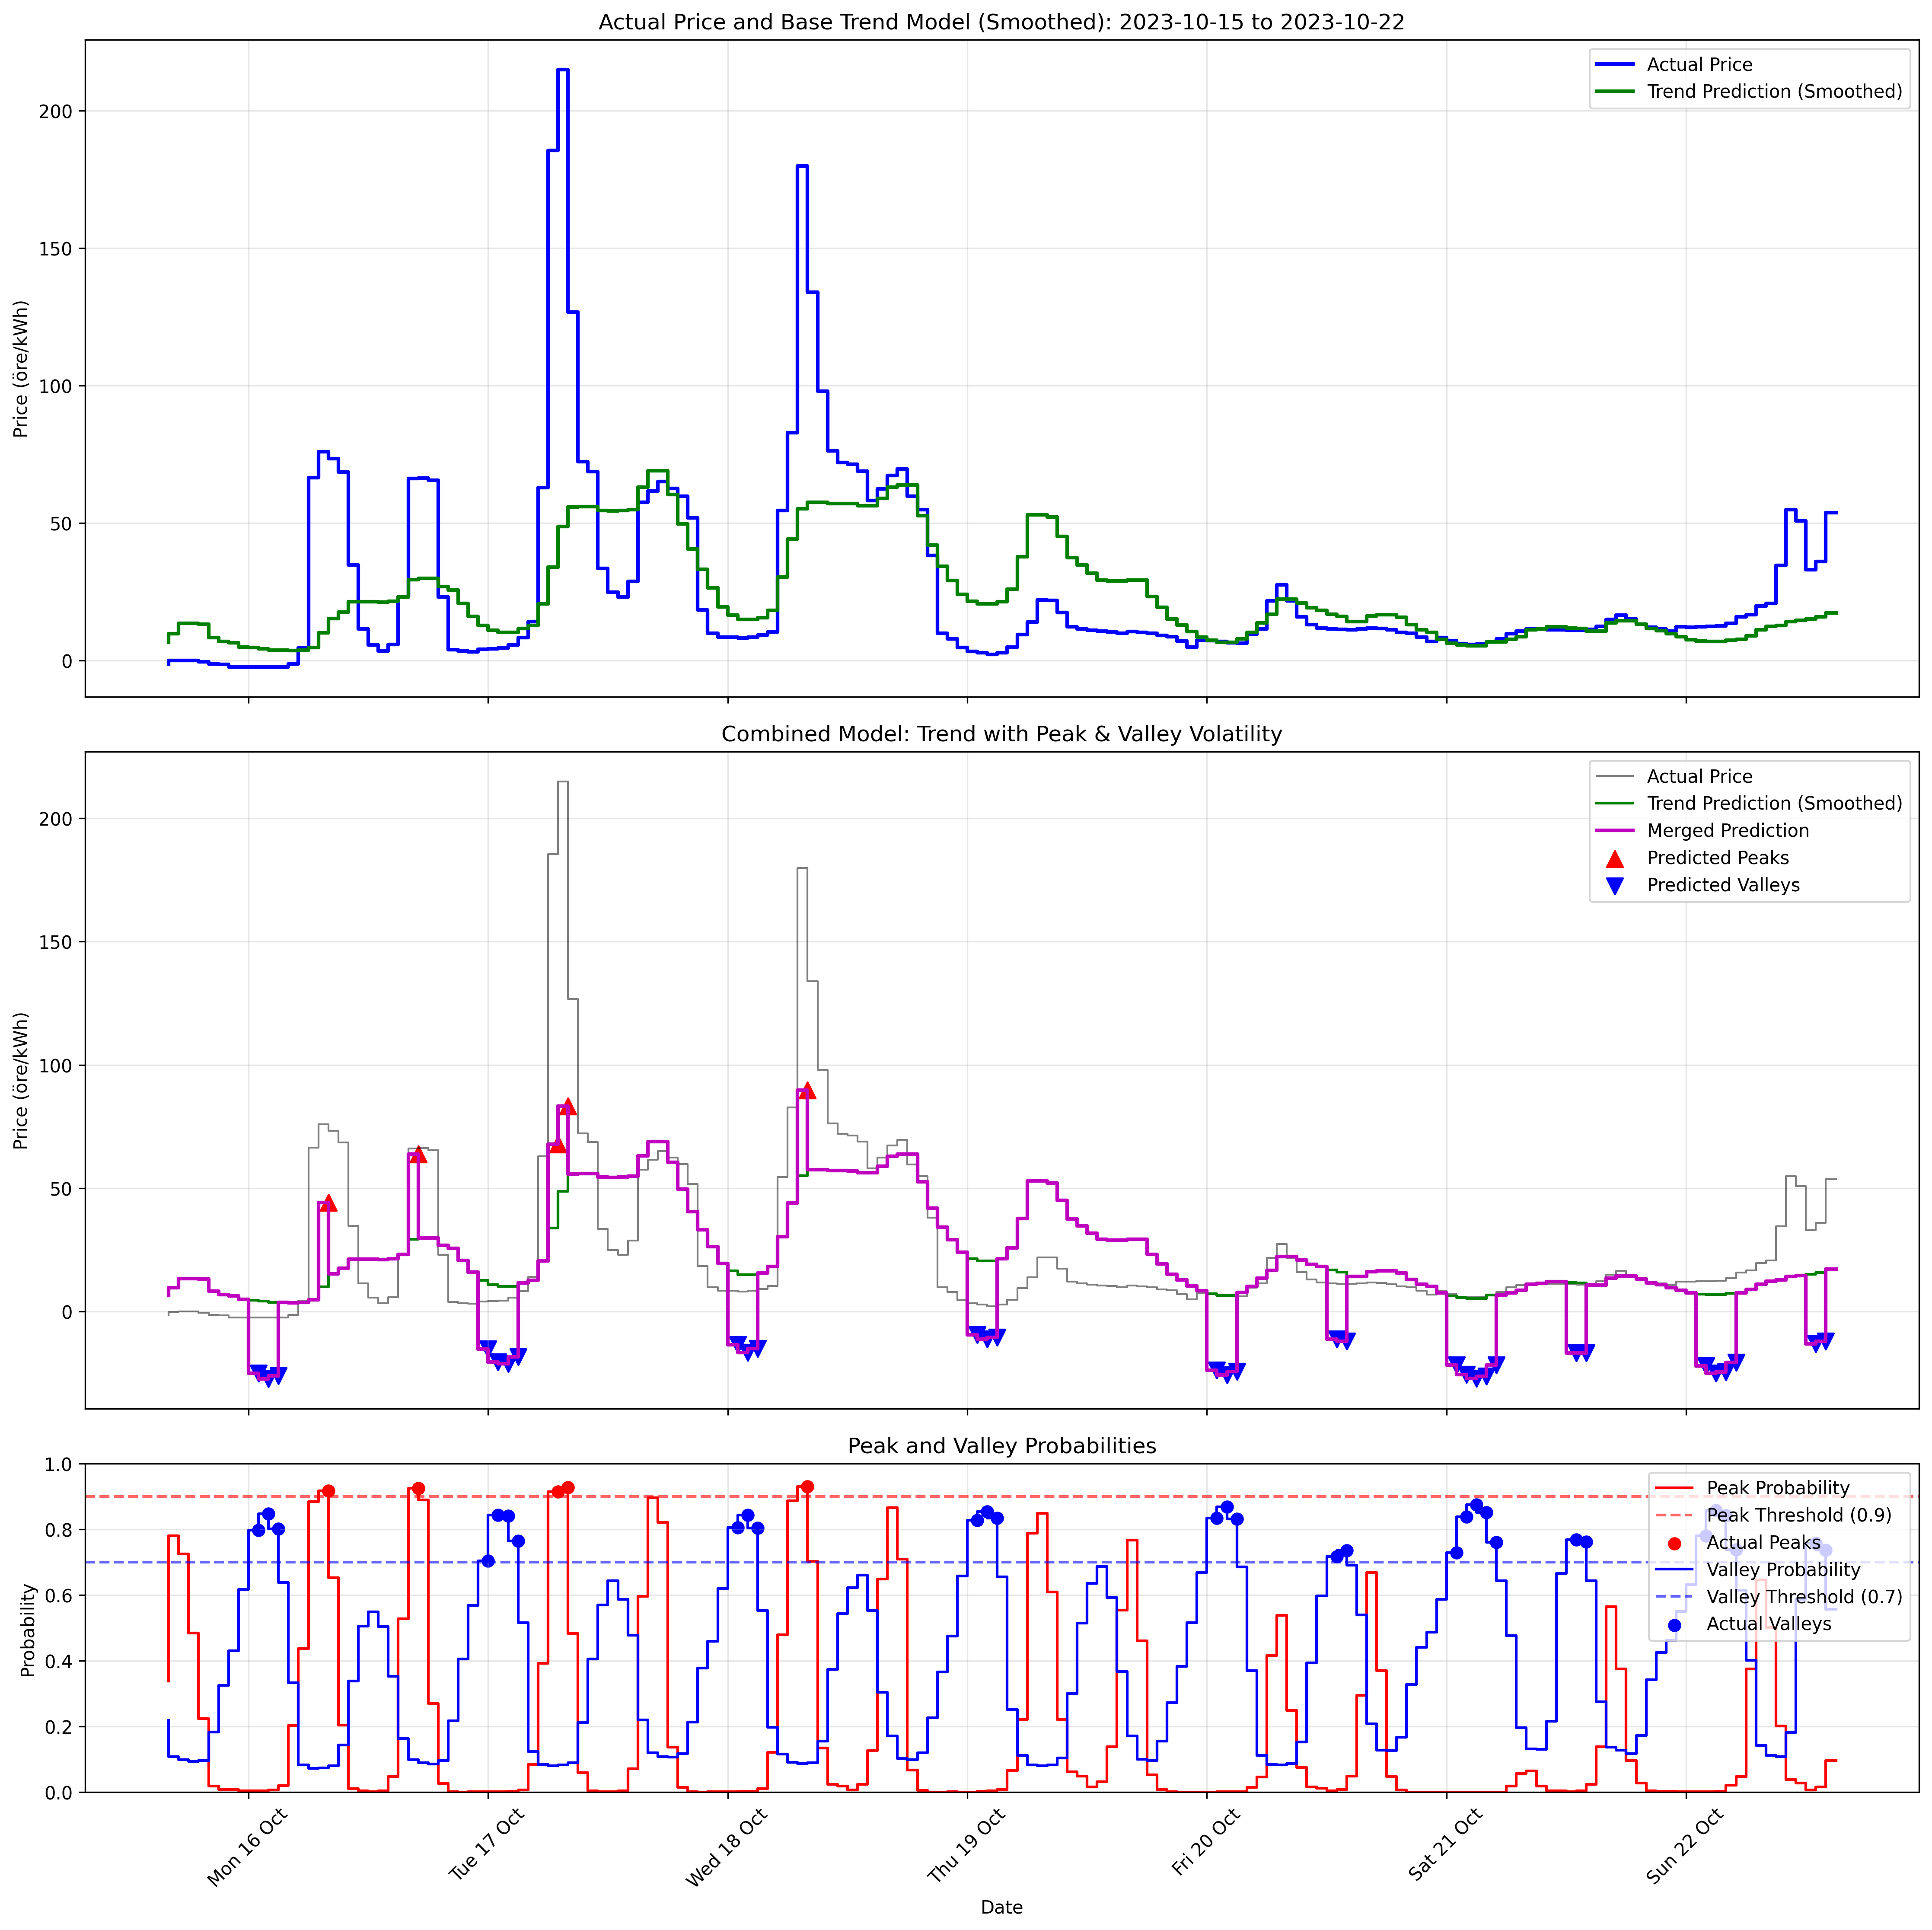 Actual Price and Base Trend Model (Smoothed): 2023-10-15 to 2023-10-22
Actual Price
Trend Prediction (Smoothed)
Price (öre/kWh)
200
150
100
50
0
Combined Model: Trend with Peak & Valley Volatility
Actual Price
Trend Prediction (Smoothed)
Merged Prediction
Predicted Peaks
Predicted Valleys
Price (öre/kWh)
200
150
100
50
0
Peak and Valley Probabilities
Peak Probability
Peak Threshold (0.9)
Actual Peaks
Valley Probability
Valley Threshold (0.7)
Actual Valleys
Probability
1.0
0.8
0.6
0.4
0.2
0.0
Mon 16 Oct
Tue 17 Oct
Wed 18 Oct
Thu 19 Oct
Fri 20 Oct
Sat 21 Oct
Sun 22 Oct
Date